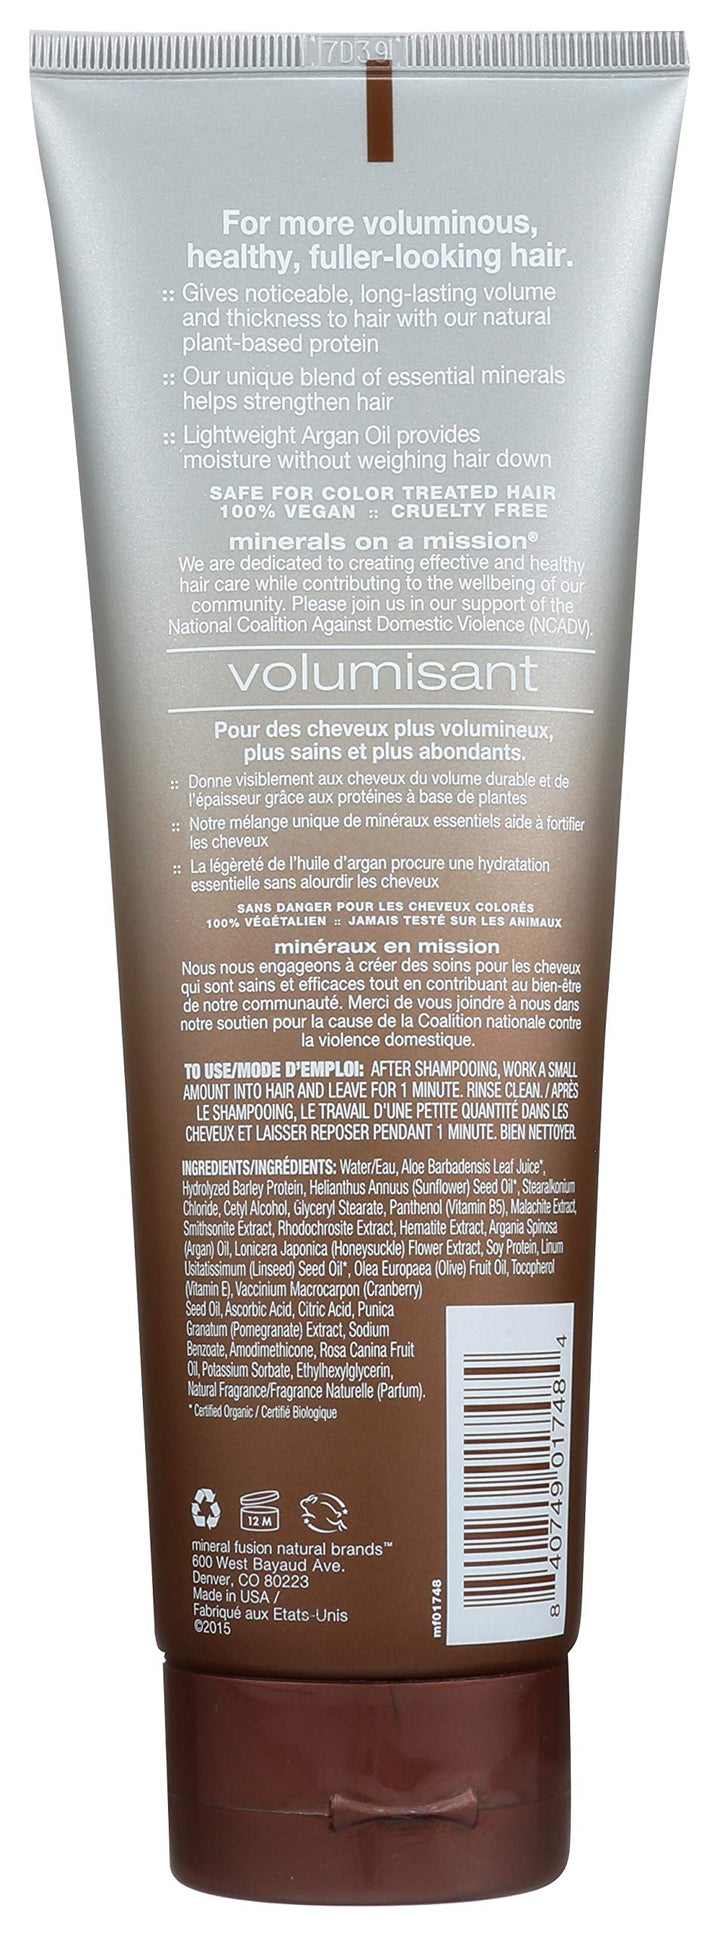 7D39
For more voluminous,
healthy, fuller-looking hair.
:: Gives noticeable, long-lasting volume
and thickness to hair with our natural
plant-based protein
:: Our unique blend of essential minerals
helps strengthen hair
:: Lightweight Argan Oil provides
moisture without weighing hair down
SAFE FOR COLOR TREATED HAIR
100% VEGAN :: CRUELTY FREE
minerals on a mission®
We are dedicated to creating effective and healthy
hair care while contributing to the wellbeing of our
community. Please join us in our support of the
National Coalition Against Domestic Violence (NCADV).
volumisant
Pour des cheveux plus volumineux,
plus sains et plus abondants.
:: Donne visiblement aux cheveux du volume durable et de
l'épaisseur grâce aux protéines à base de plantes
:: Notre mélange unique de minéraux essentiels aide à fortifier
les cheveux
:: La légèreté de l'huile d'argan procure une hydratation
essentielle sans alourdir les cheveux
SANS DANGER POUR LES CHEVEUX COLORÉS
100% VÉGÉTALIEN :: JAMAIS TESTÉ SUR LES ANIMAUX
minéraux en mission
Nous nous engageons à créer des soins pour les cheveux
qui sont sains et efficaces tout en contribuant au bien-être
de notre communauté. Merci de vous joindre à nous dans
notre soutien pour la cause de la Coalition nationale contre
la violence domestique.
TO USE/MODE D'EMPLOI: AFTER SHAMPOOING, WORK A SMALL
AMOUNT INTO HAIR AND LEAVE FOR 1 MINUTE. RINSE CLEAN. / APRÈS
LE SHAMPOOING, LE TRAVAIL D'UNE PETITE QUANTITÉ DANS LES
CHEVEUX ET LAISSER REPOSER PENDANT 1 MINUTE. BIEN NETTOYER.
INGREDIENTS/INGRÉDIENTS: Water/Eau, Aloe Barbadensis Leaf Juice*,
Hydrolyzed Barley Protein, Helianthus Annuus (Sunflower) Seed Oil*, Stearalkonium
Chloride, Cetyl Alcohol, Glyceryl Stearate, Panthenol (Vitamin B5), Malachite Extract,
Smithsonite Extract, Rhodochrosite Extract, Hematite Extract, Argania Spinosa
(Argan) Oil, Lonicera Japonica (Honeysuckle) Flower Extract, Soy Protein, Linum
Usitatissimum (Linseed) Seed Oil*, Olea Europaea (Olive) Fruit Oil, Tocopherol
(Vitamin E), Vaccinium Macrocarpon (Cranberry)
Seed Oil, Ascorbic Acid, Citric Acid, Punica
Granatum (Pomegranate) Extract, Sodium
Benzoate, Amodimethicone, Rosa Canina Fruit
Oil, Potassium Sorbate, Ethylhexylglycerin,
Natural Fragrance/Fragrance Naturelle (Parfum).
* Certified Organic / Certifié Biologique
12 M
mineral fusion natural brands™
600 West Bayaud Ave.
Denver, CO 80223
Made in USA /
Fabriqué aux Etats-Unis
©2015
mf01748
8 40749 01748 4